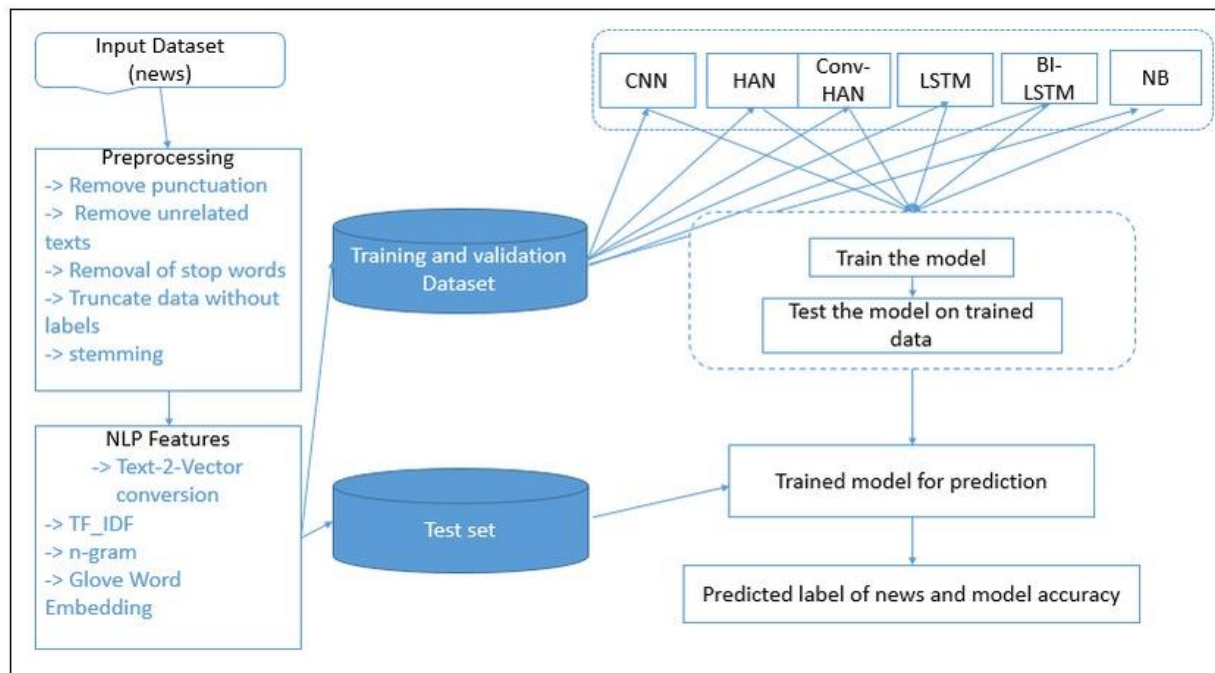 Input Dataset
(news)
Preprocessing
-> Remove punctuation
-> Remove unrelated
texts
-> Removal of stop words
-> Truncate data without
labels
-> stemming
NLP Features
-> Text-2-Vector
conversion
-> TF_IDF
-> n-gram
-> Glove Word
Embedding
Training and validation
Dataset
Test set
CNN
HAN
Conv-
HAN
LSTM
BI-
LSTM
NB
Train the model
Test the model on trained
data
Trained model for prediction
Predicted label of news and model accuracy